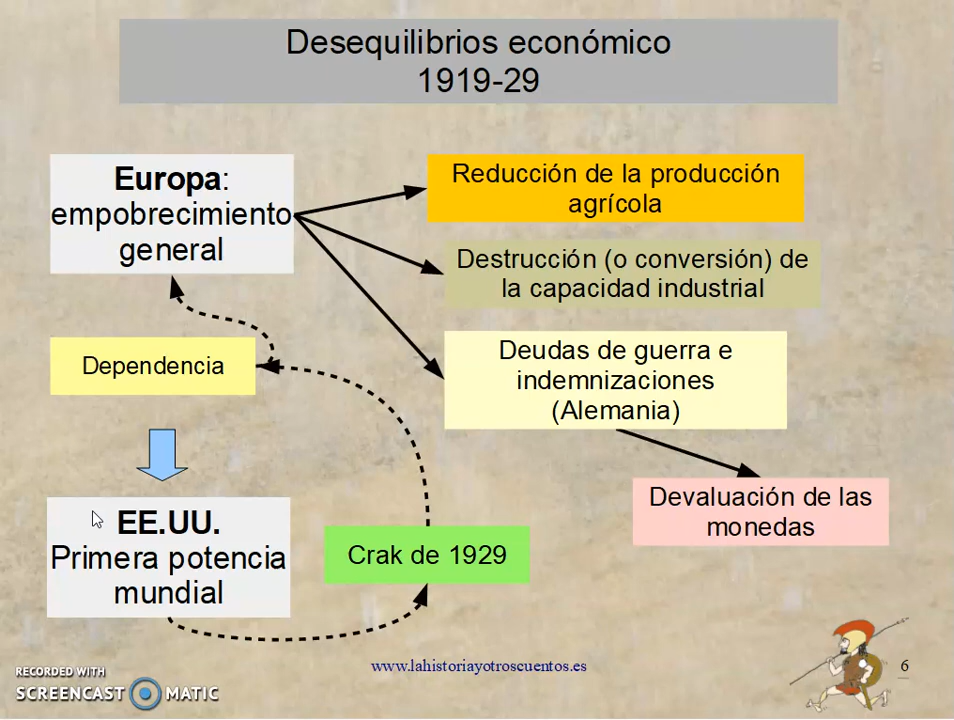 Desequilibrios económico
1919-29
Europa:
empobrecimiento
general
Reducción de la producción
agrícola
Destrucción (o conversión) de
la capacidad industrial
Dependencia
Deudas de guerra e
indemnizaciones
(Alemania)
Devaluación de las
monedas
EE.UU.
Primera potencia
mundial
Crak de 1929
www.lahistoriayotroscuentos.es
6
RECORDED WITH
SCREENCAST MATIC